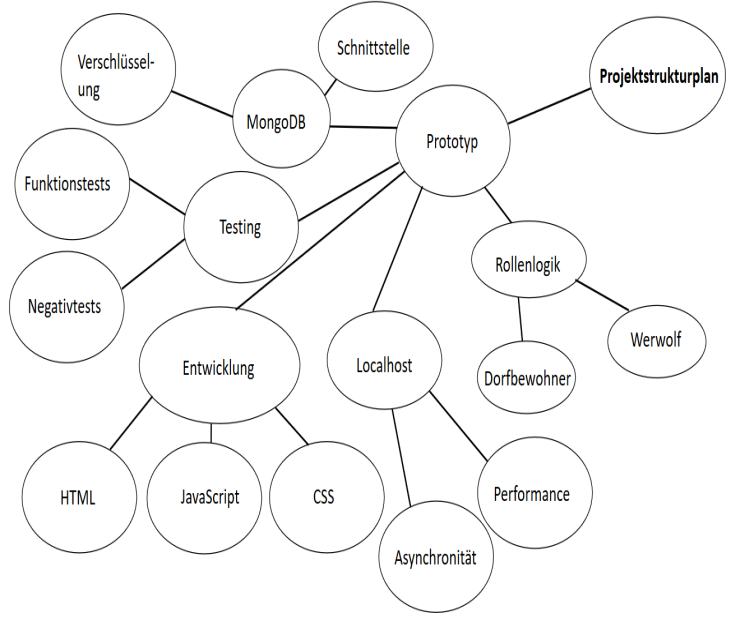 Schnittstelle
Verschlüssel-
ung
Projektstrukturplan
MongoDB
Prototyp
Funktionstests
Testing
Rollenlogik
Negativtests
Werwolf
Entwicklung
Localhost
Dorfbewohner
HTML
JavaScript
CSS
Performance
Asynchronität